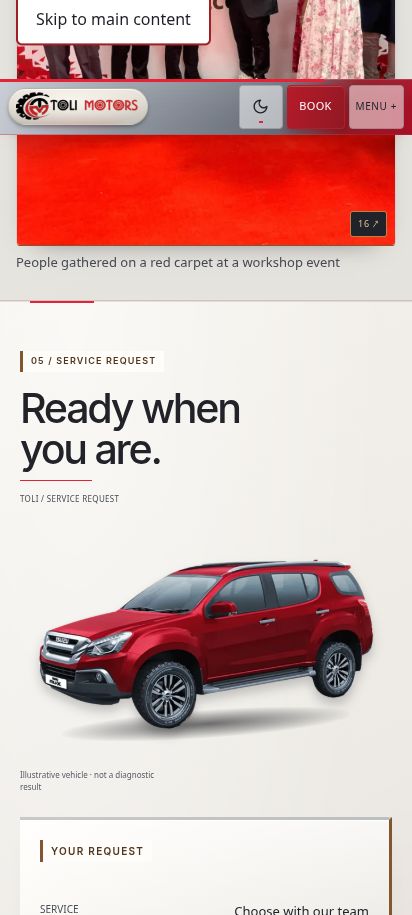 Skip to main content
TOLI MOTORS
BOOK
MENU +
16 ↗
People gathered on a red carpet at a workshop event
05 / SERVICE REQUEST
Ready when
you are.
TOLI / SERVICE REQUEST
ISUZU
Illustrative vehicle · not a diagnostic
result
YOUR REQUEST
SERVICE
Choose with our team